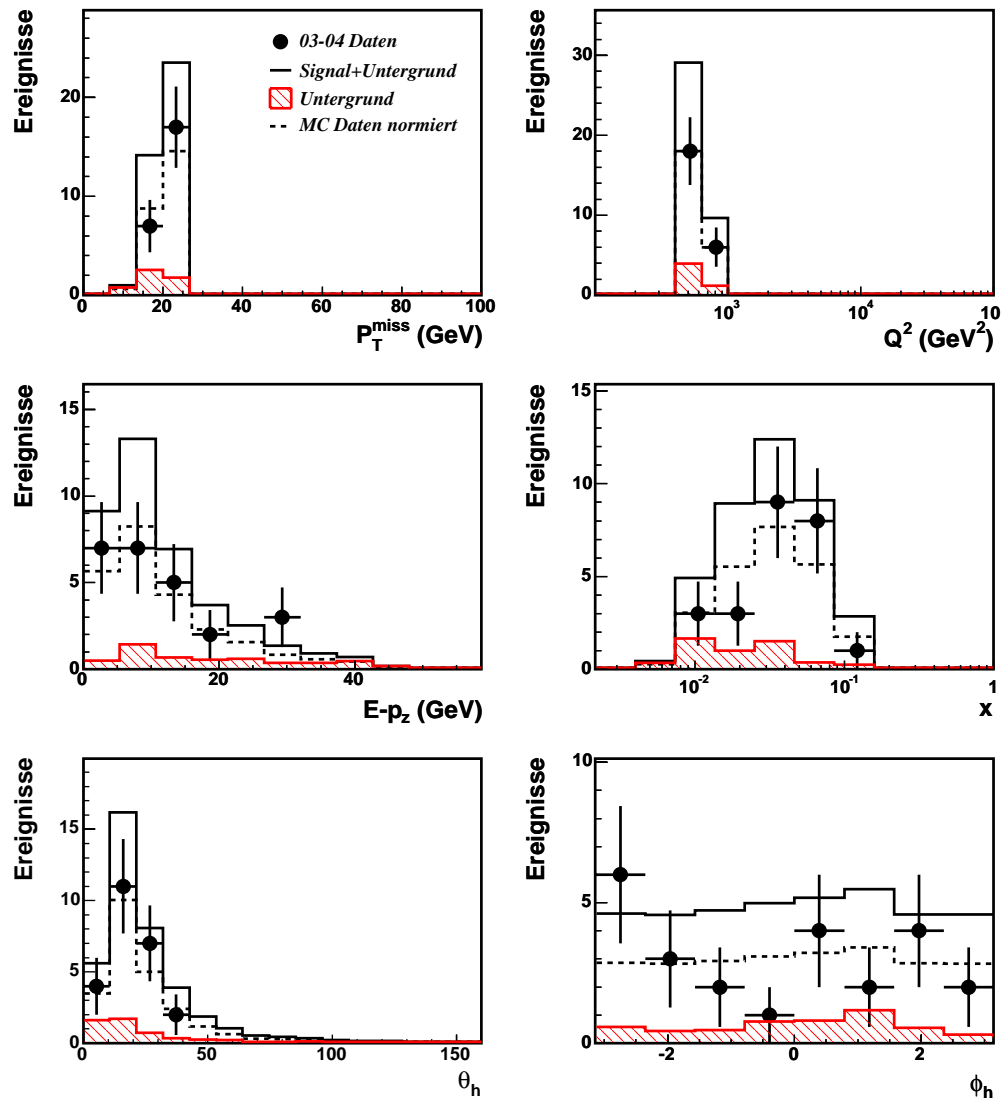 Ereignisse
20
10
0
0 20 40 60 80 100
P_T^miss (GeV)
03-04 Daten
Signal+Untergrund
Untergrund
MC Daten normiert
Ereignisse
30
20
10
0
10^3 10^4 10
Q^2 (GeV^2)
Ereignisse
15
10
5
0
0 20 40
E-p_z (GeV)
Ereignisse
15
10
5
0
10^-2 10^-1 1
x
Ereignisse
15
10
5
0
0 50 100 150
θ_h
Ereignisse
10
5
0
-2 0 2
ϕ_h